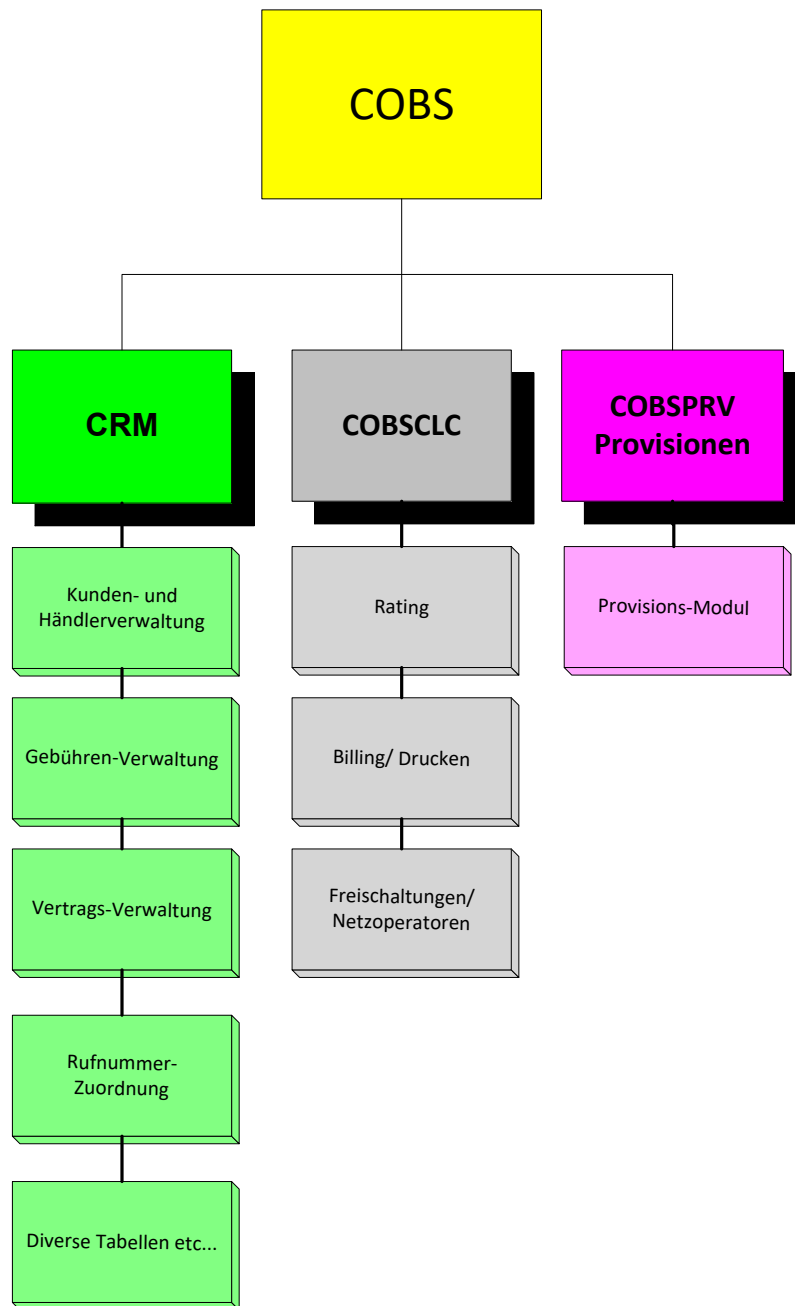 COBS
CRM
COBSCLC
COBSPRV
Provisionen
Kunden- und
Händlerverwaltung
Gebühren-Verwaltung
Vertrags-Verwaltung
Rufnummer-
Zuordnung
Diverse Tabellen etc...
Rating
Billing/ Drucken
Freischaltungen/
Netzoperatoren
Provisions-Modul